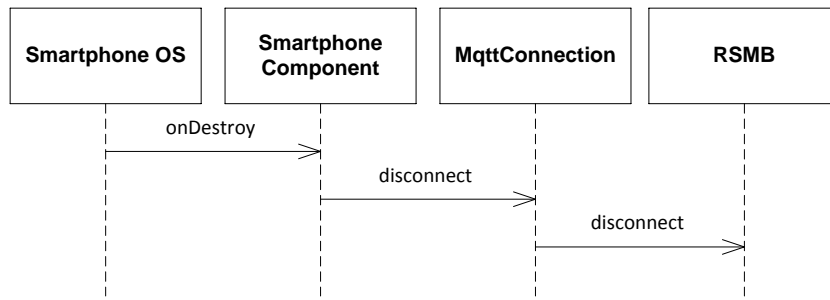 Smartphone OS
Smartphone
Component
MqttConnection
RSMB
onDestroy
disconnect
disconnect